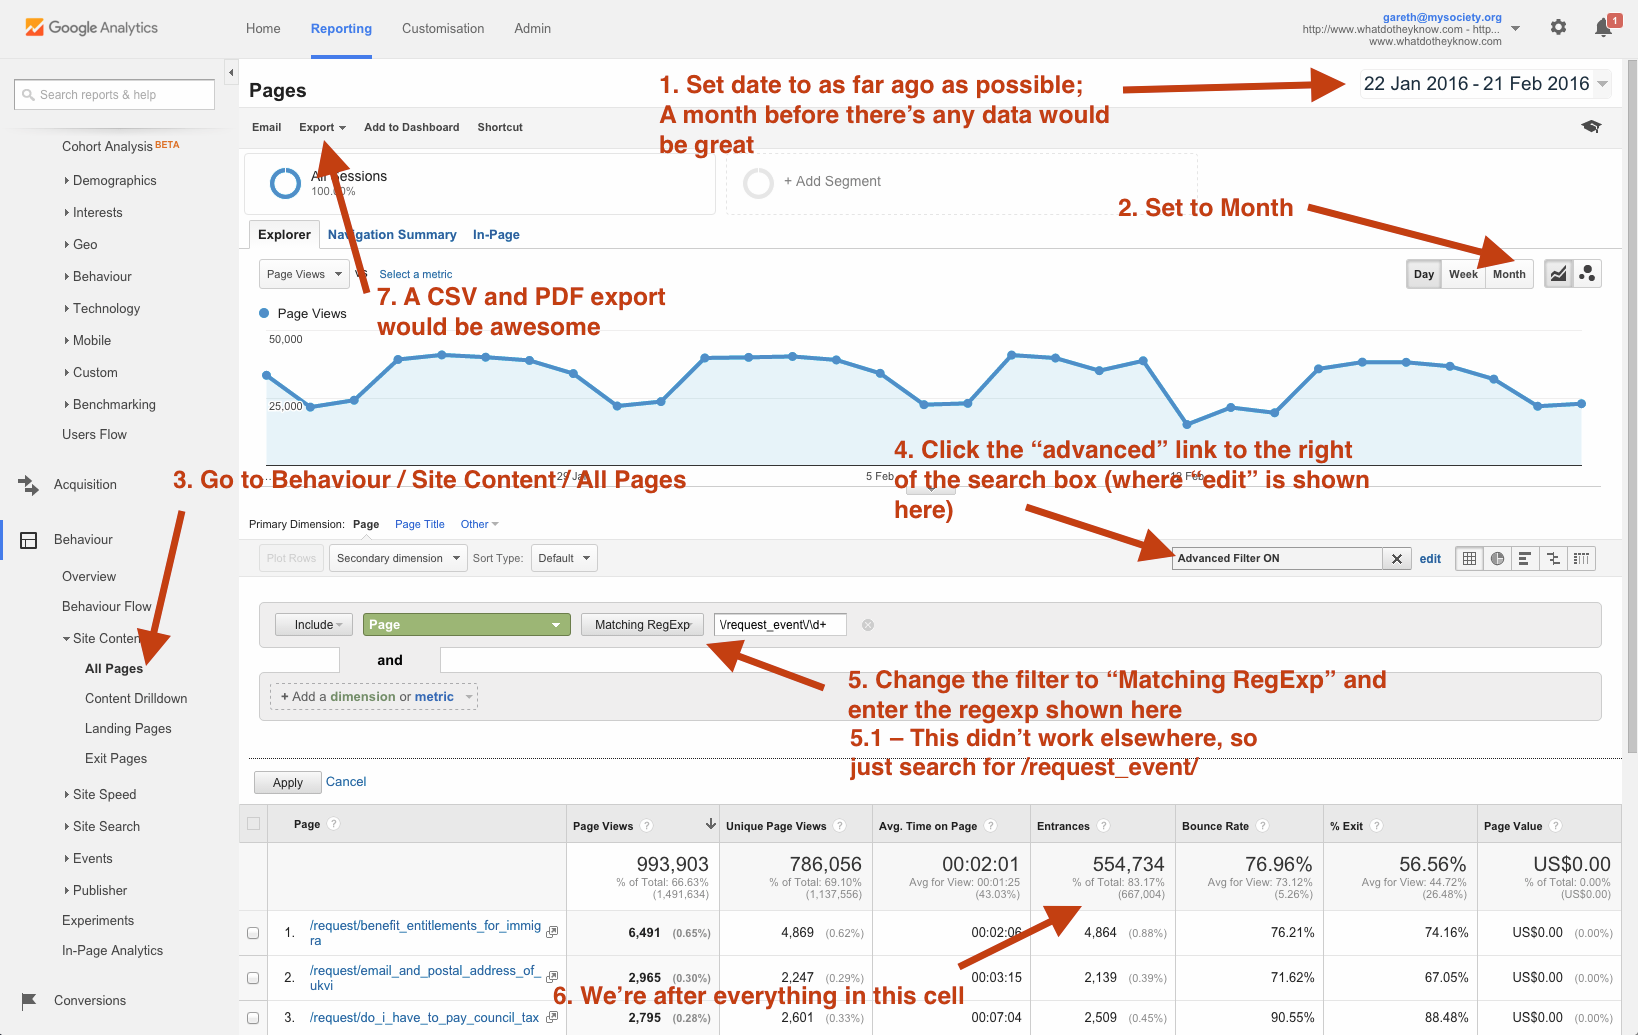 Google Analytics
Home
Reporting
Customisation
Admin
gareth@mysociety.org
http://www.whatdotheyknow.com - http...
www.whatdotheyknow.com
1
Search reports & help
Cohort Analysis BETA
Demographics
Interests
Geo
Behaviour
Technology
Mobile
Custom
Benchmarking
Users Flow
Acquisition
Behaviour
Overview
Behaviour Flow
Site Content
All Pages
Content Drilldown
Landing Pages
Exit Pages
Site Speed
Site Search
Events
Publisher
Experiments
In-Page Analytics
Conversions
Pages
1. Set date to as far ago as possible;
A month before there’s any data would
be great
22 Jan 2016 - 21 Feb 2016
Email
Export
Add to Dashboard
Shortcut
All Sessions
100.00%
+ Add Segment
2. Set to Month
Explorer
Navigation Summary
In-Page
Page Views
vs
Select a metric
Day
Week
Month
7. A CSV and PDF export
would be awesome
Page Views
50,000
25,000
4. Click the “advanced” link to the right
of the search box (where “edit” is shown
here)
3. Go to Behaviour / Site Content / All Pages
...
29 Jan
5 Feb
12 Feb
Primary Dimension:
Page
Page Title
Other
Plot Rows
Secondary dimension
Sort Type:
Default
Advanced Filter ON
edit
Include
Page
Matching RegExp
\/request_event\/\d+
and
+ Add a dimension or metric
5. Change the filter to “Matching RegExp” and
enter the regexp shown here
5.1 – This didn’t work elsewhere, so
just search for /request_event/
Apply
Cancel
Page
Page Views
Unique Page Views
Avg. Time on Page
Entrances
Bounce Rate
% Exit
Page Value
993,903
% of Total: 66.63%
(1,491,634)
786,056
% of Total: 69.10%
(1,137,556)
00:02:01
Avg for View: 00:01:25
(43.03%)
554,734
% of Total: 83.17%
(667,004)
76.96%
Avg for View: 73.12%
(5.26%)
56.56%
Avg for View: 44.72%
(26.48%)
US$0.00
% of Total: 0.00%
(US$0.00)
1. /request/benefit_entitlements_for_immig
ra
6,491 (0.65%) 4,869 (0.62%) 00:02:06 4,864 (0.88%) 76.21% 74.16% US$0.00 (0.00%)
2. /request/email_and_postal_address_of_
ukvi
2,965 (0.30%) 2,247 (0.29%) 00:03:15 2,139 (0.39%) 71.62% 67.05% US$0.00 (0.00%)
6. We’re after everything in this cell
3. /request/do_i_have_to_pay_council_tax 2,795 (0.28%) 2,601 (0.33%) 00:07:04 2,509 (0.45%) 90.55% 88.48% US$0.00 (0.00%)